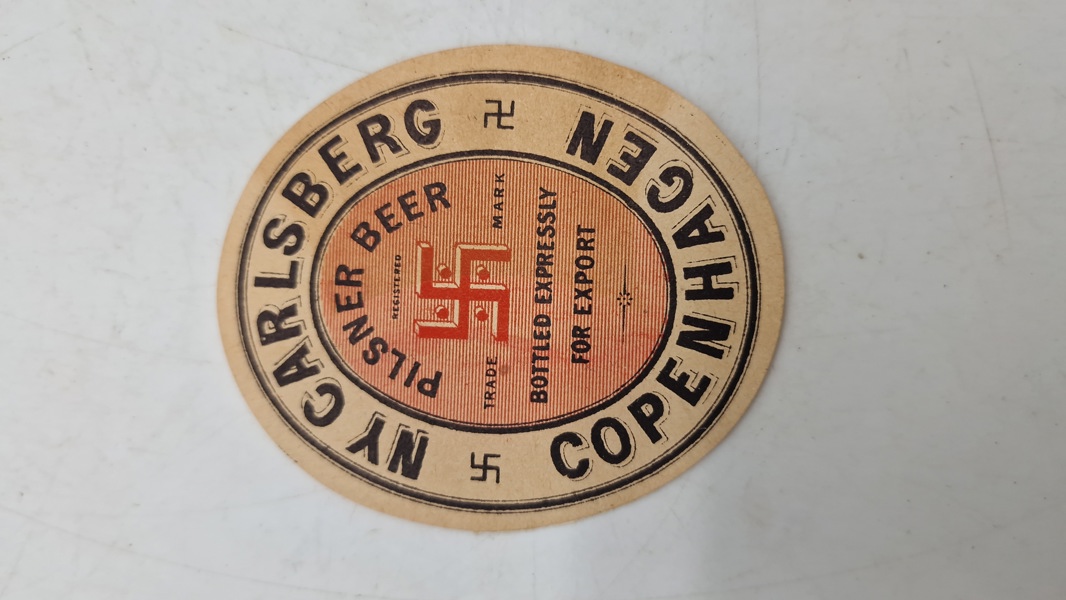 NY CARLSBERG
PILSNER BEER
REGISTERED
TRADE MARK
BOTTLED EXPRESSLY
FOR EXPORT
COPENHAGEN